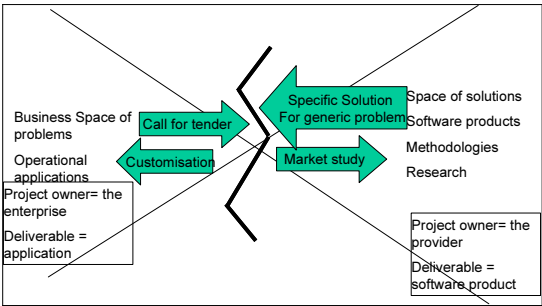 Business Space of
problems
Operational
applications
Project owner= the
enterprise
Deliverable =
application
Call for tender
Customisation
Specific Solution
For generic problem
Market study
Space of solutions
Software products
Methodologies
Research
Project owner= the
provider
Deliverable =
software product